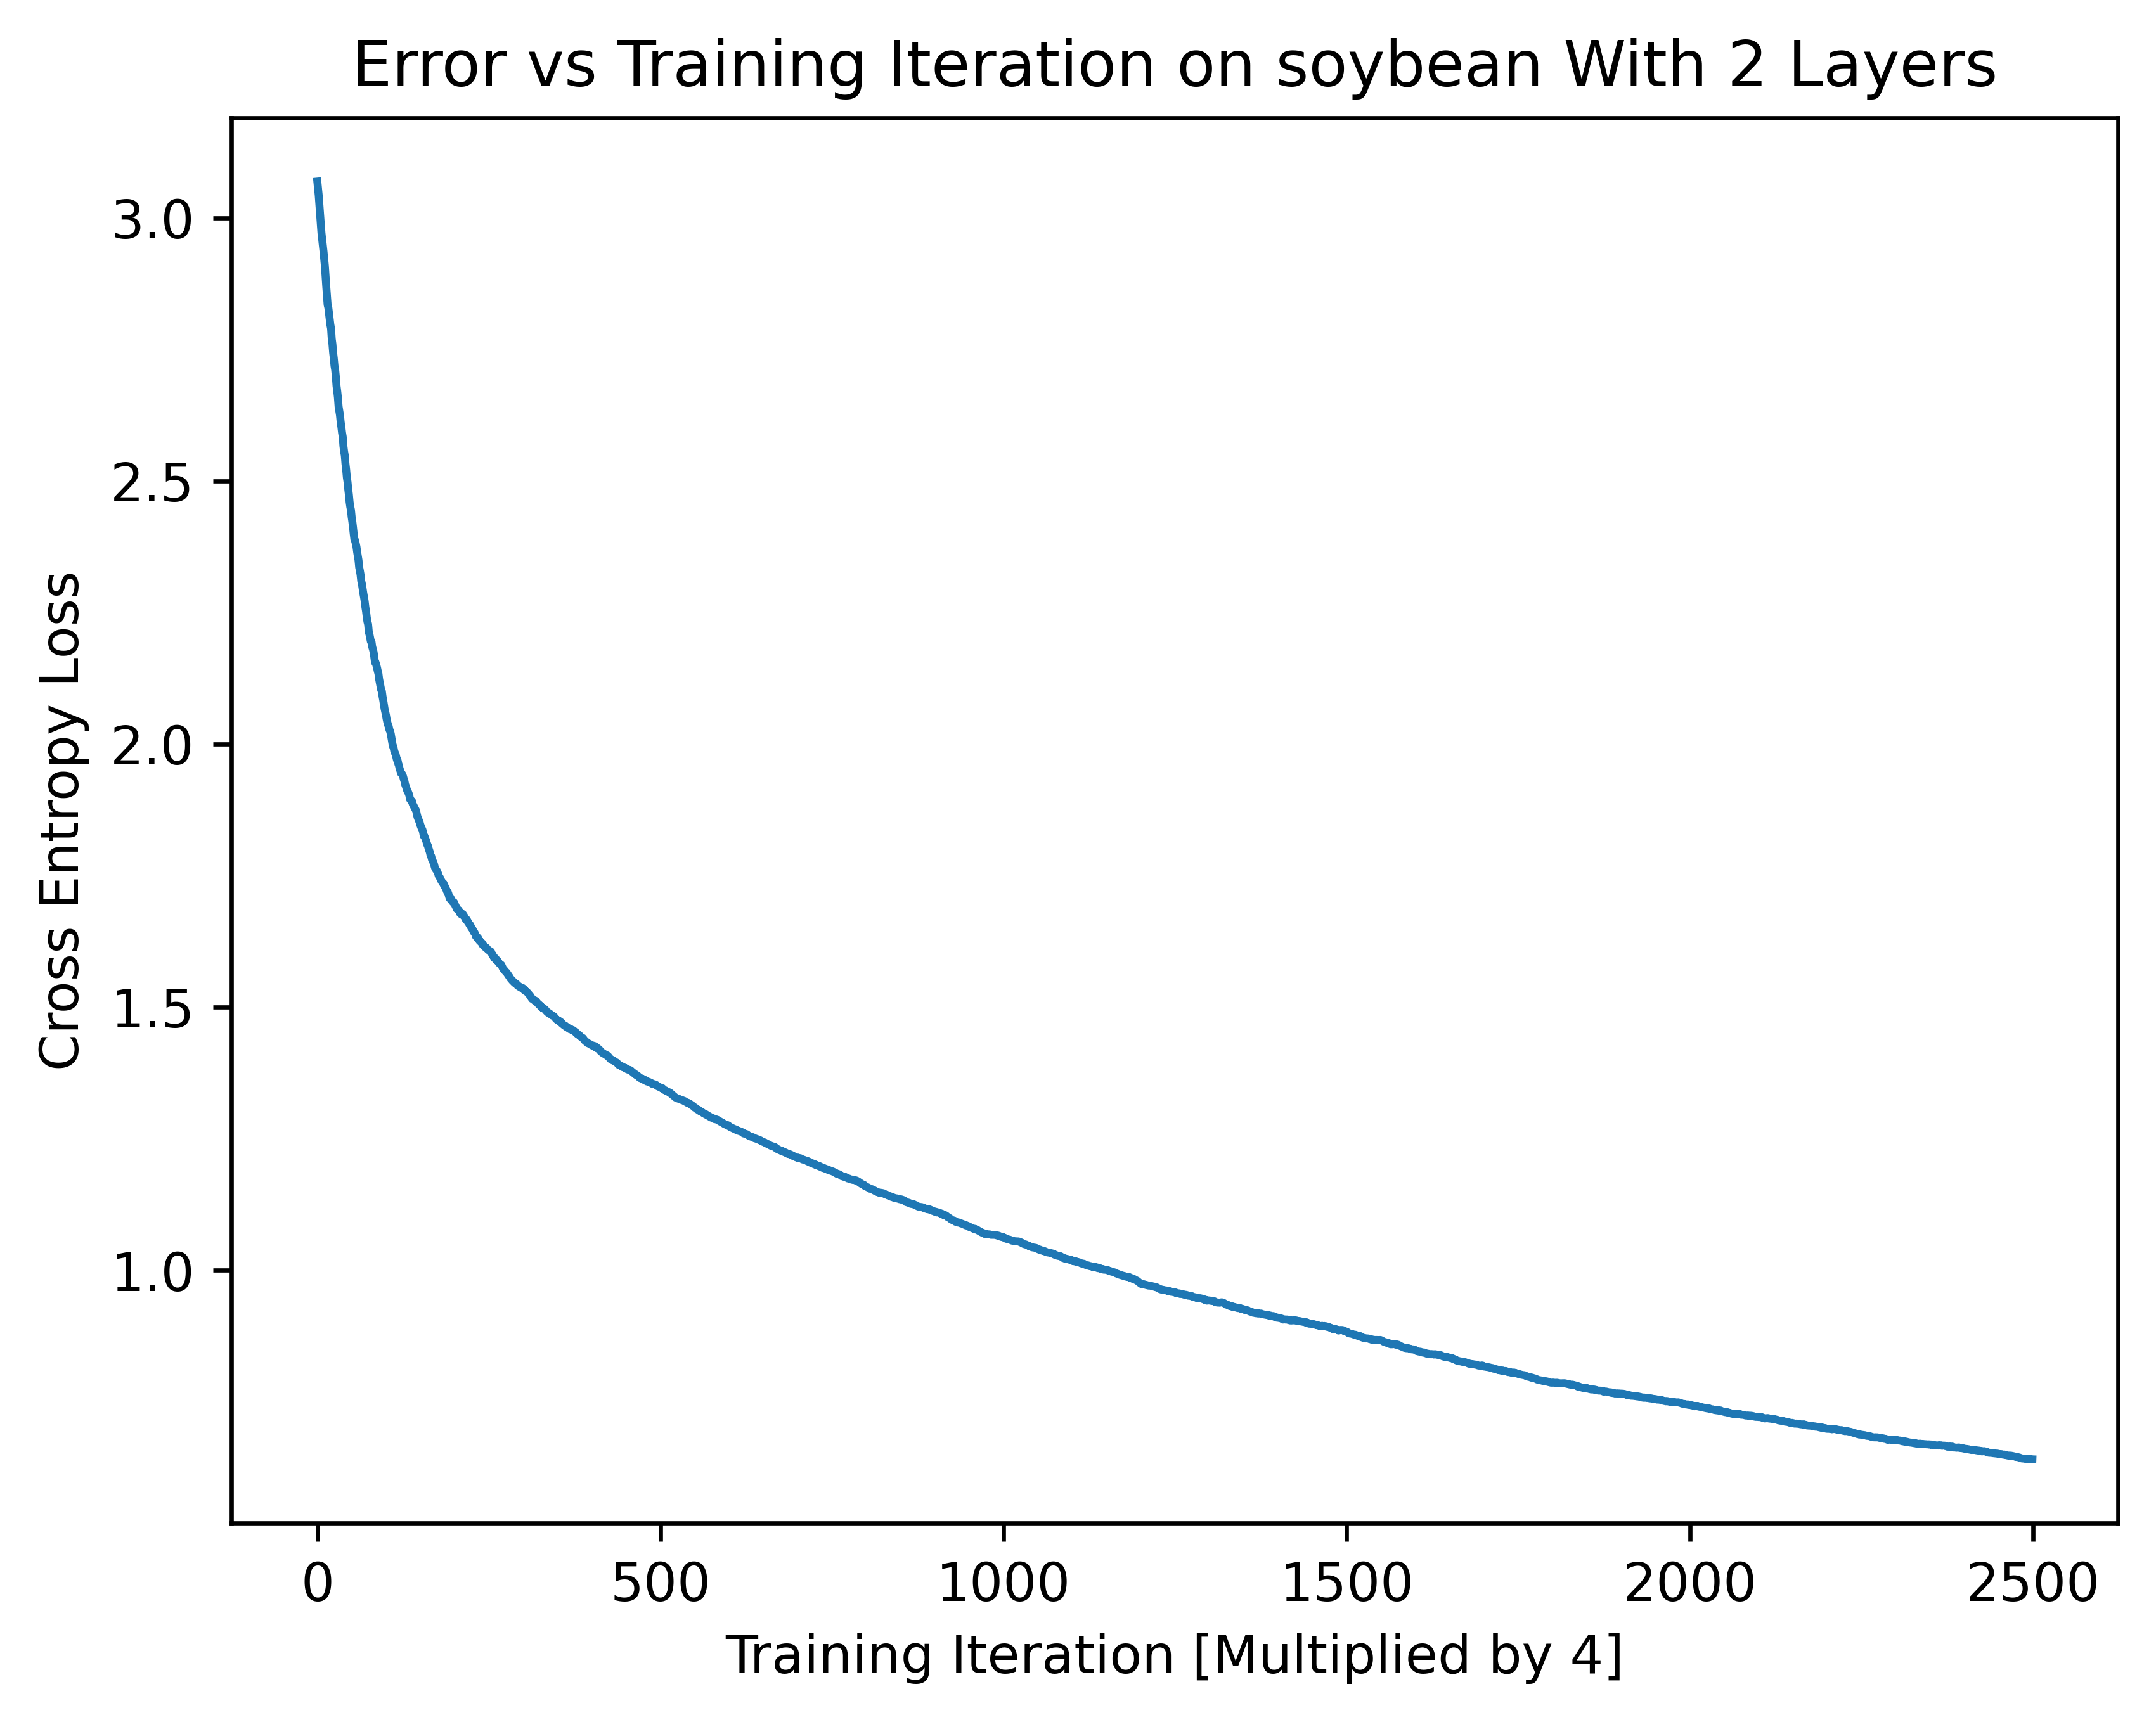 Error vs Training Iteration on soybean With 2 Layers
Cross Entropy Loss
3.0
2.5
2.0
1.5
1.0
0 500 1000 1500 2000 2500
Training Iteration [Multiplied by 4]